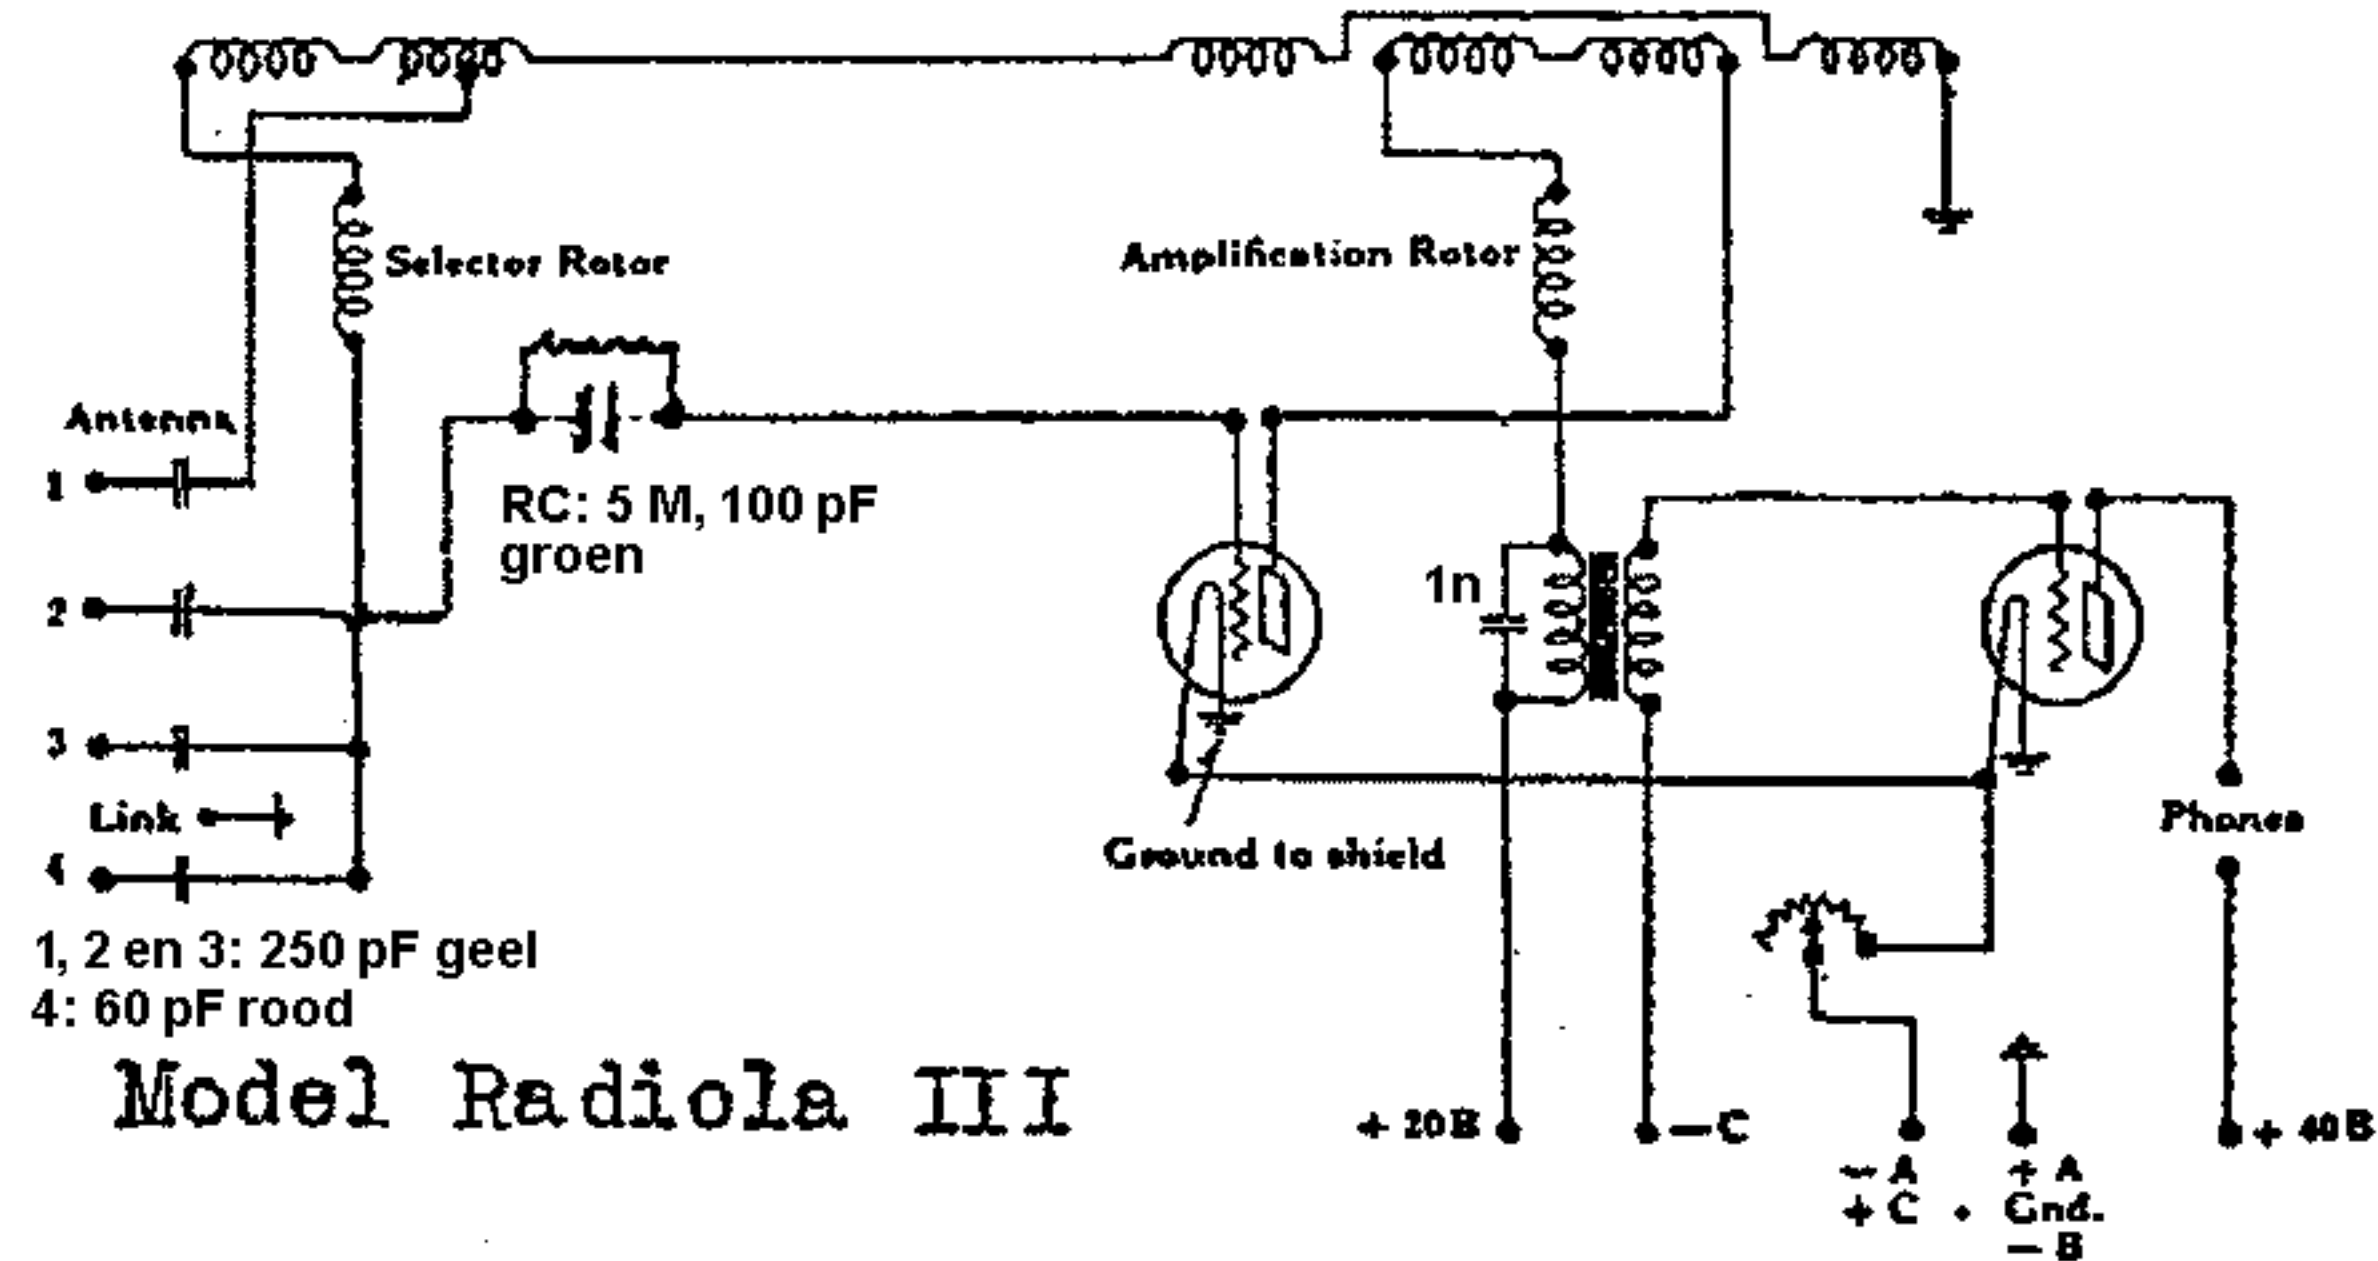 Selector Rotor
Amplification Rotor
Antenna
1
RC: 5 M, 100 pF
groen
1n
2
3
Link
Phones
Ground to shield
4
1, 2 en 3: 250 pF geel
4: 60 pF rood
Model Radiola III
+ 20B
— C
+ 40B
— A
+ A
+ C
Gnd.
— B